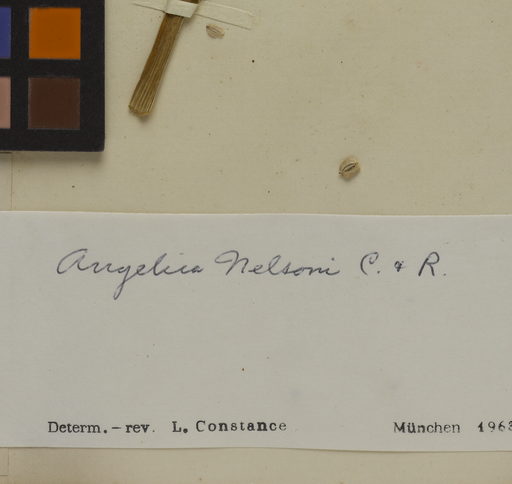 Angelica Nelsoni C. & R.
Determ. – rev. L. Constance München 1963